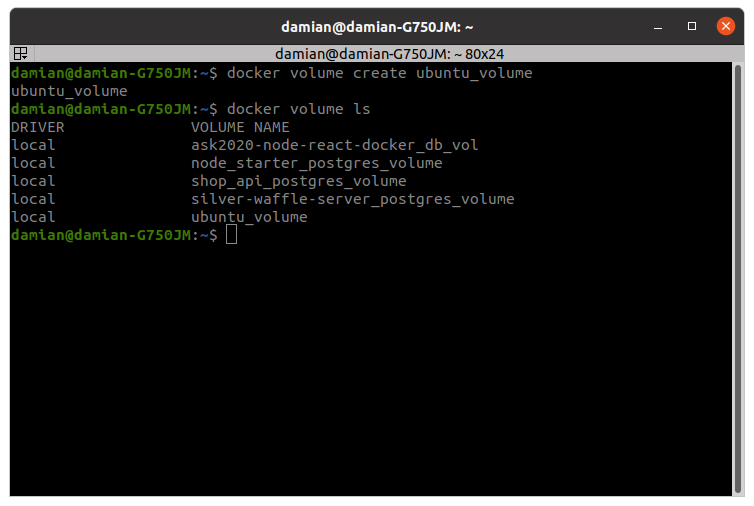 damian@damian-G750JM: ~
damian@damian-G750JM: ~ 80x24
damian@damian-G750JM:~$ docker volume create ubuntu_volume
ubuntu_volume
damian@damian-G750JM:~$ docker volume ls
DRIVER              VOLUME NAME
local               ask2020-node-react-docker_db_vol
local               node_starter_postgres_volume
local               shop_api_postgres_volume
local               silver-waffle-server_postgres_volume
local               ubuntu_volume
damian@damian-G750JM:~$